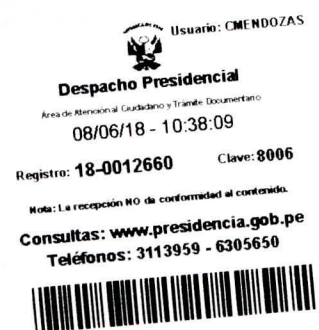 Usuario: CMENDOZAS
Despacho Presidencial
Área de Atención al Ciudadano y Trámite Documentario
08/06/18 - 10:38:09
Registro: 18-0012660 Clave: 8006
Nota: La recepción NO da conformidad al contenido.
Consultas: www.presidencia.gob.pe
Teléfonos: 3113959 - 6305650